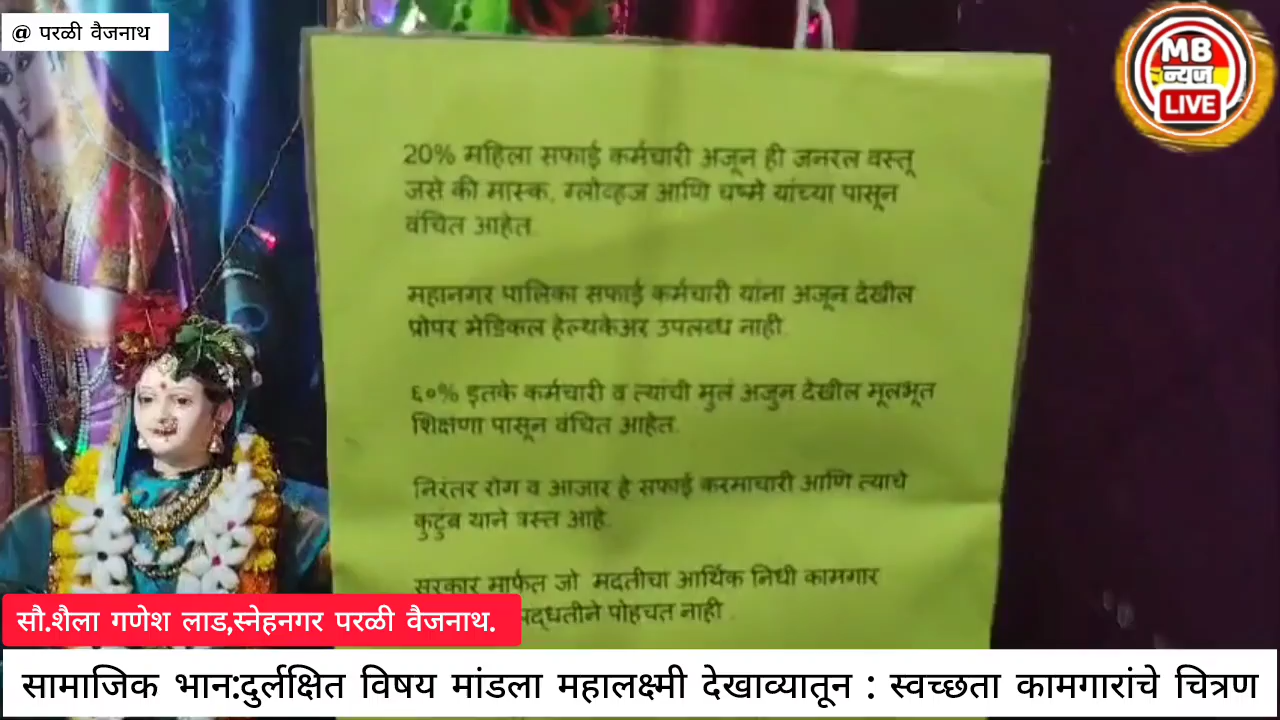 @ परळी वैजनाथ
MB
न्यूज
LIVE
20% महिला सफाई कर्मचारी अजून ही जनरल वस्तू
जसे की मास्क, ग्लोव्हज आणि चष्मे यांच्या पासून
वंचित आहेत.
महानगर पालिका सफाई कर्मचारी यांना अजून देखील
प्रोपर मेडिकल हेल्थकेअर उपलब्ध नाही.
६०% इतके कर्मचारी व त्यांची मुलं अजुन देखील मूलभूत
शिक्षणा पासून वंचित आहेत.
निरंतर रोग व आजार हे सफाई करमाचारी आणि त्याचे
कुटुंब याने त्रस्त आहे.
सरकार मार्फत जो मदतीचा आर्थिक निधी कामगार
पद्धतीने पोहचत नाही .
सौ.शैला गणेश लाड,स्नेहनगर परळी वैजनाथ.
सामाजिक भान:दुर्लक्षित विषय मांडला महालक्ष्मी देखाव्यातून : स्वच्छता कामगारांचे चित्रण